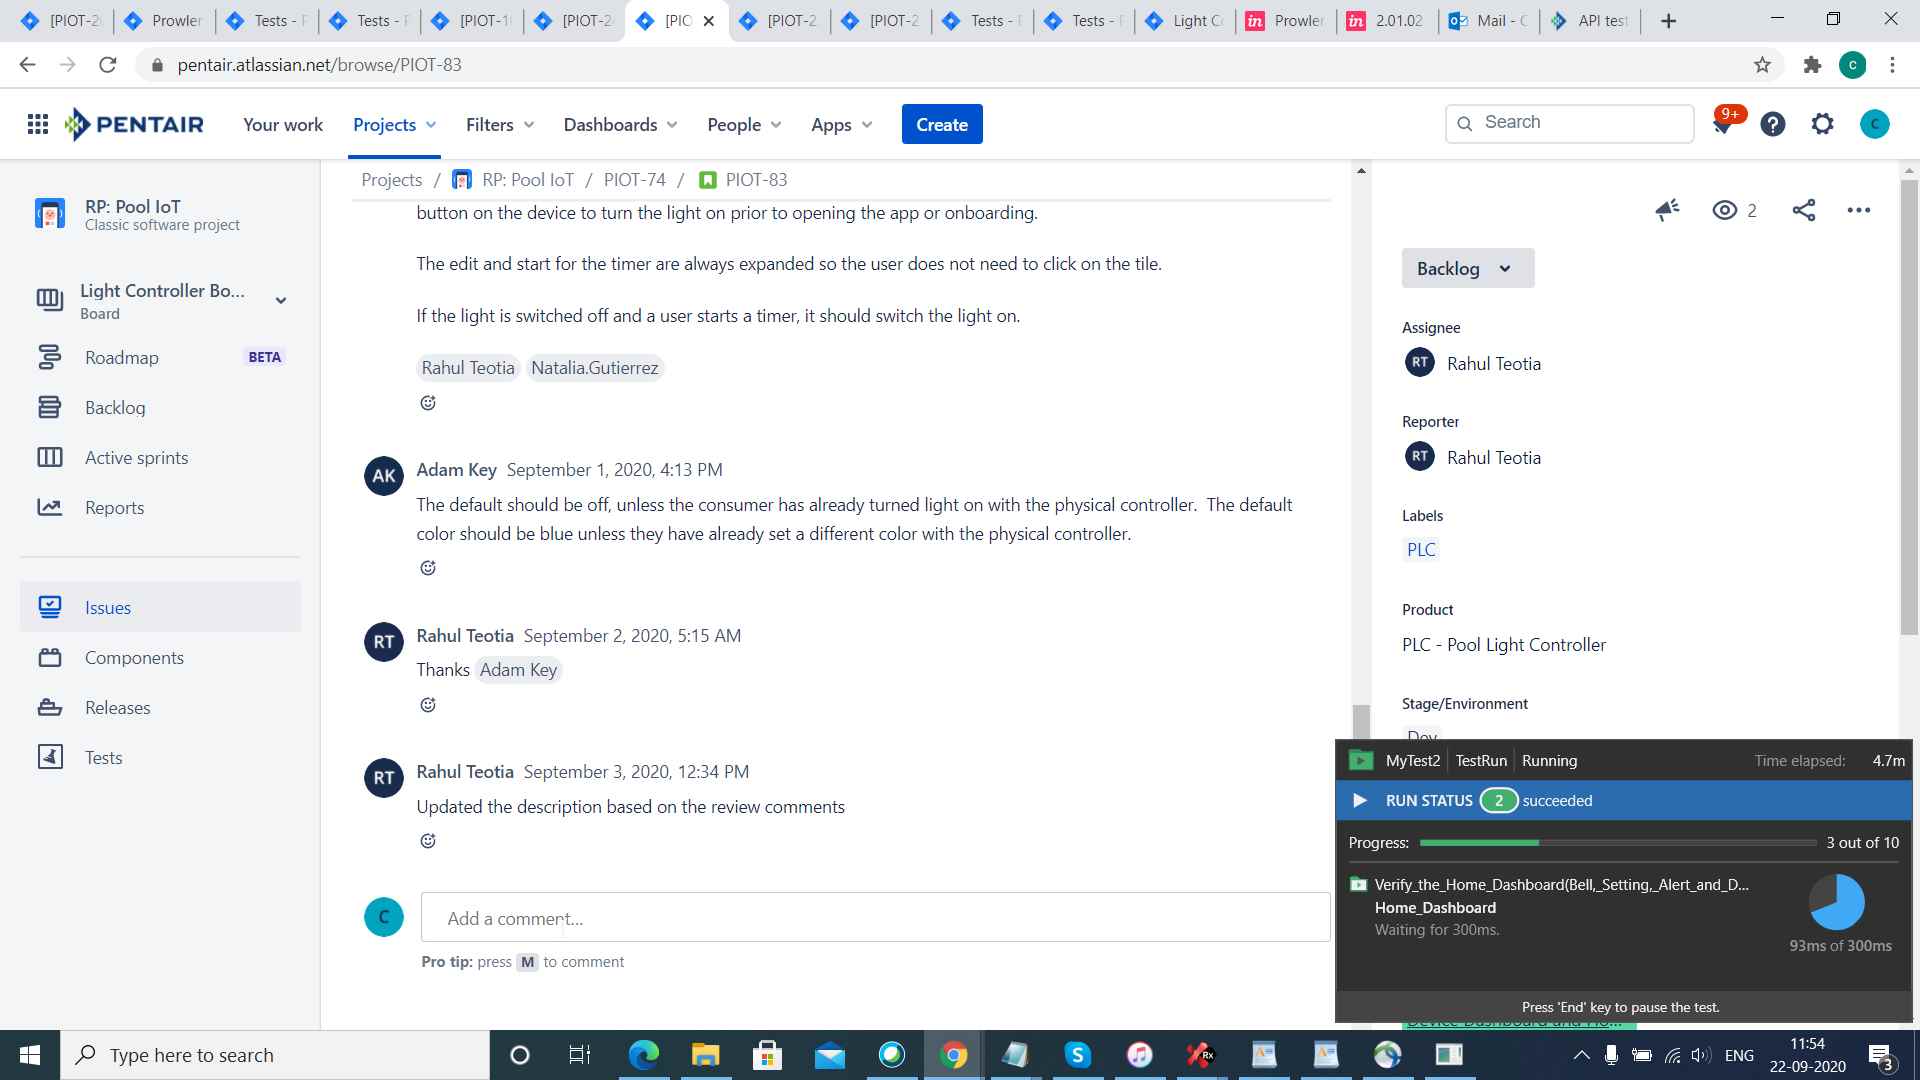 [PIOT-2
Prowler
Tests - P
Tests - P
[PIOT-1
[PIOT-2
[PIO
[PIOT-2
[PIOT-2
Tests - P
Tests - P
Light Co
Prowler
2.01.02
Mail - C
API test
pentair.atlassian.net/browse/PIOT-83
C
PENTAIR
Your work
Projects
Filters
Dashboards
People
Apps
Create
Search
9+
C
RP: Pool IoT
Classic software project
Light Controller Bo...
Board
Roadmap
BETA
Backlog
Active sprints
Reports
Issues
Components
Releases
Tests
Projects / RP: Pool IoT / PIOT-74 / PIOT-83
button on the device to turn the light on prior to opening the app or onboarding.
The edit and start for the timer are always expanded so the user does not need to click on the tile.
If the light is switched off and a user starts a timer, it should switch the light on.
Rahul Teotia Natalia.Gutierrez
AK
Adam Key September 1, 2020, 4:13 PM
The default should be off, unless the consumer has already turned light on with the physical controller. The default
color should be blue unless they have already set a different color with the physical controller.
RT
Rahul Teotia September 2, 2020, 5:15 AM
Thanks Adam Key
RT
Rahul Teotia September 3, 2020, 12:34 PM
Updated the description based on the review comments
C
Add a comment...
Pro tip: press M to comment
2
Backlog
Assignee
RT Rahul Teotia
Reporter
RT Rahul Teotia
Labels
PLC
Product
PLC - Pool Light Controller
Stage/Environment
Dev
MyTest2 TestRun Running Time elapsed: 4.7m
RUN STATUS 2 succeeded
Progress: 3 out of 10
Verify_the_Home_Dashboard(Bell,_Setting,_Alert_and_D...
Home_Dashboard
Waiting for 300ms.
93ms of 300ms
Press 'End' key to pause the test.
Type here to search
Rx
ENG
11:54
22-09-2020
3